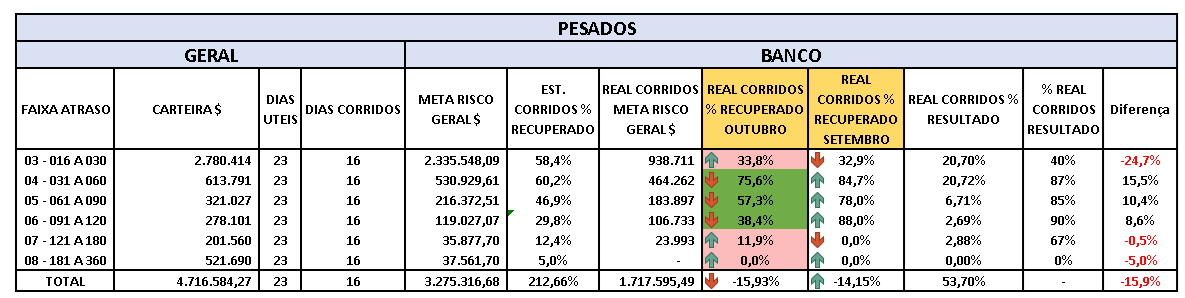 PESADOS
GERAL BANCO
FAIXA ATRASO CARTEIRA $ DIAS UTEIS DIAS CORRIDOS META RISCO GERAL $ EST. CORRIDOS % RECUPERADO REAL CORRIDOS META RISCO GERAL $ REAL CORRIDOS % RECUPERADO OUTUBRO REAL CORRIDOS % RECUPERADO SETEMBRO REAL CORRIDOS % RESULTADO % REAL CORRIDOS RESULTADO Diferença
03 - 016 A 030 2.780.414 23 16 2.335.548,09 58,4% 938.711 33,8% 32,9% 20,70% 40% -24,7%
04 - 031 A 060 613.791 23 16 530.929,61 60,2% 464.262 75,6% 84,7% 20,72% 87% 15,5%
05 - 061 A 090 321.027 23 16 216.372,51 46,9% 183.897 57,3% 78,0% 6,71% 85% 10,4%
06 - 091 A 120 278.101 23 16 119.027,07 29,8% 106.733 38,4% 88,0% 2,69% 90% 8,6%
07 - 121 A 180 201.560 23 16 35.877,70 12,4% 23.993 11,9% 0,0% 2,88% 67% -0,5%
08 - 181 A 360 521.690 23 16 37.561,70 5,0% - 0,0% 0,0% 0,00% 0% -5,0%
TOTAL 4.716.584,27 23 16 3.275.316,68 212,66% 1.717.595,49 -15,93% -14,15% 53,70% - -15,9%